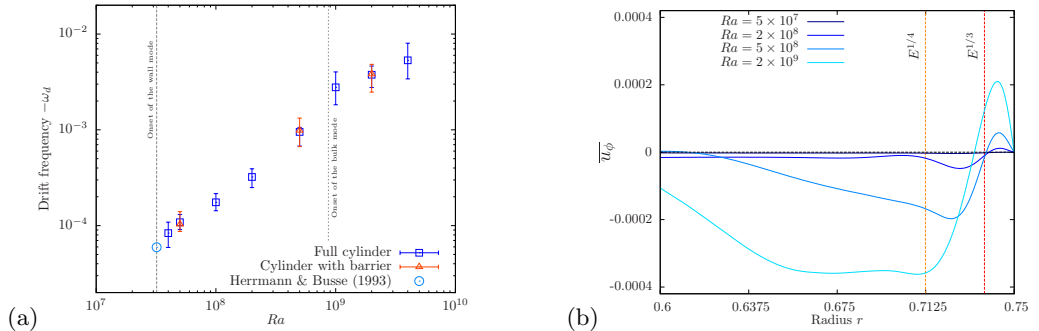 (a)
Drift frequency −ω_d
10^−2
10^−3
10^−4
Onset of the wall mode
Onset of the bulk mode
Full cylinder
Cylinder with barrier
Herrmann & Busse (1993)
10^7 10^8 10^9 10^10
Ra
(b)
0.0004
0.0002
0
-0.0002
-0.0004
\overline{u_ϕ}
Ra = 5 × 10^7
Ra = 2 × 10^8
Ra = 5 × 10^8
Ra = 2 × 10^9
E^{1/4}
E^{1/3}
0.6 0.6375 0.675 0.7125 0.75
Radius r